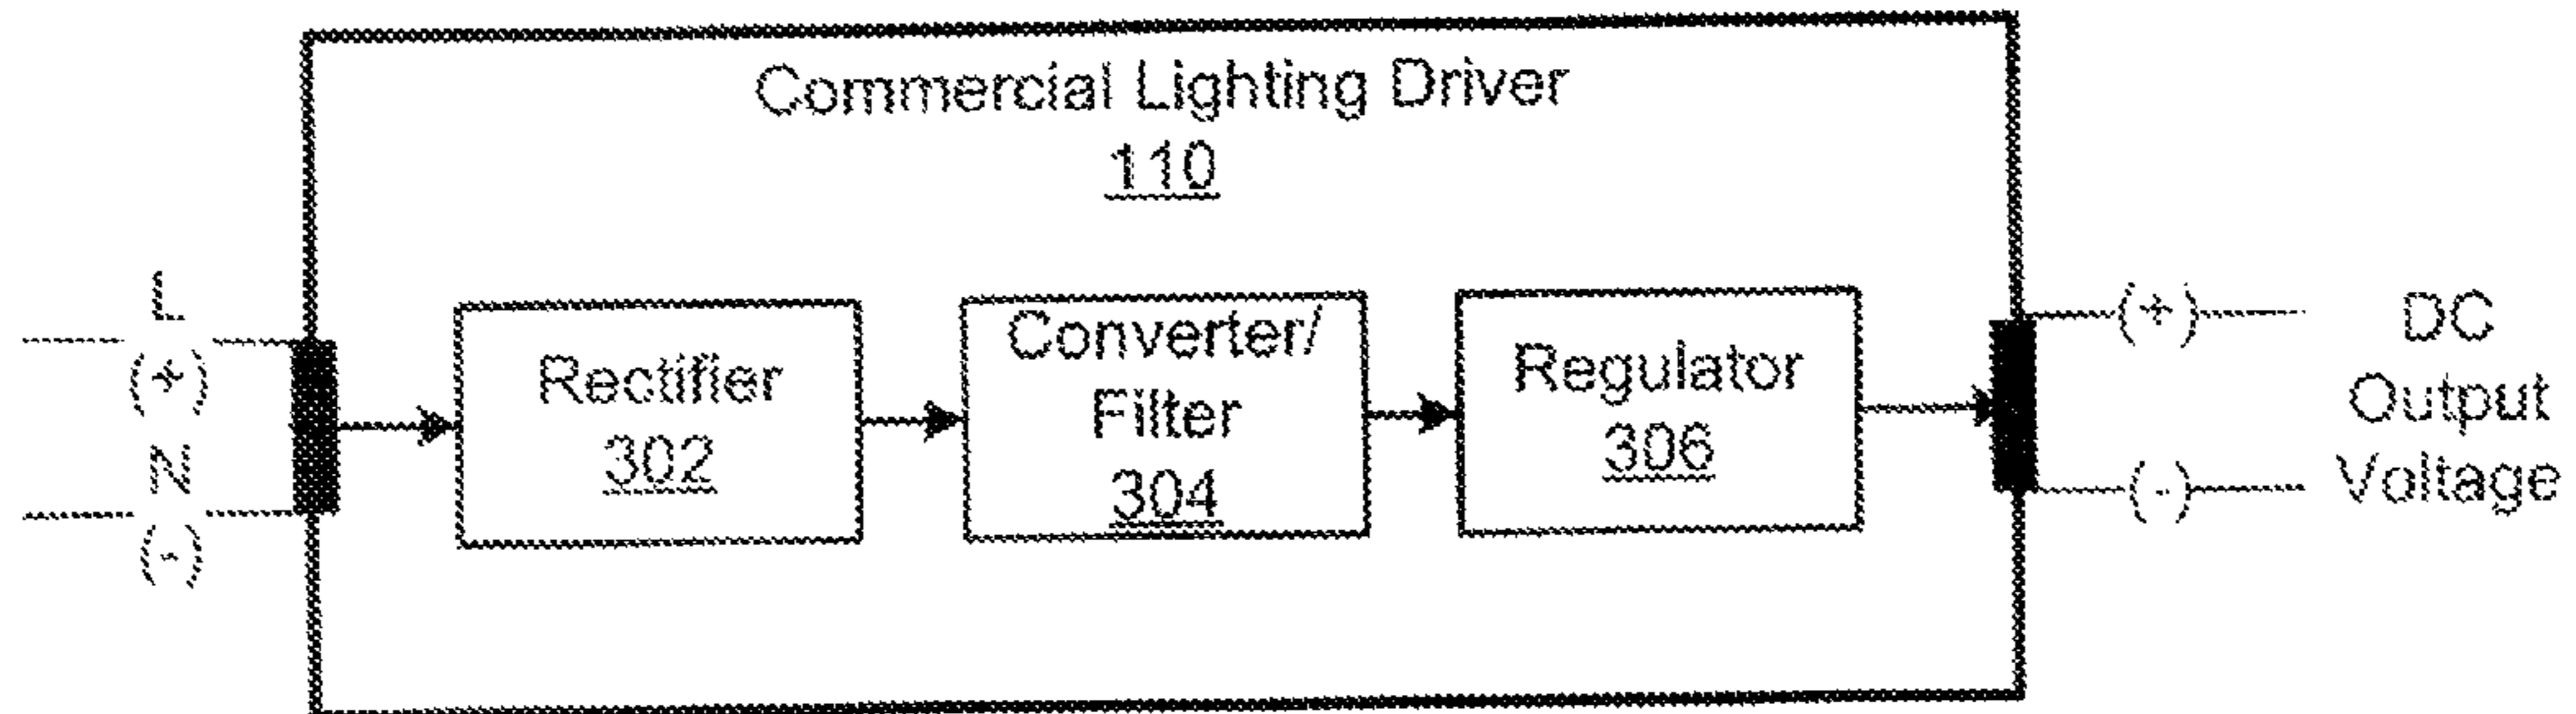 Commercial Lighting Driver
110
L
(+)
N
(-)
Rectifier
302
Converter/
Filter
304
Regulator
306
(+)
(-)
DC
Output
Voltage